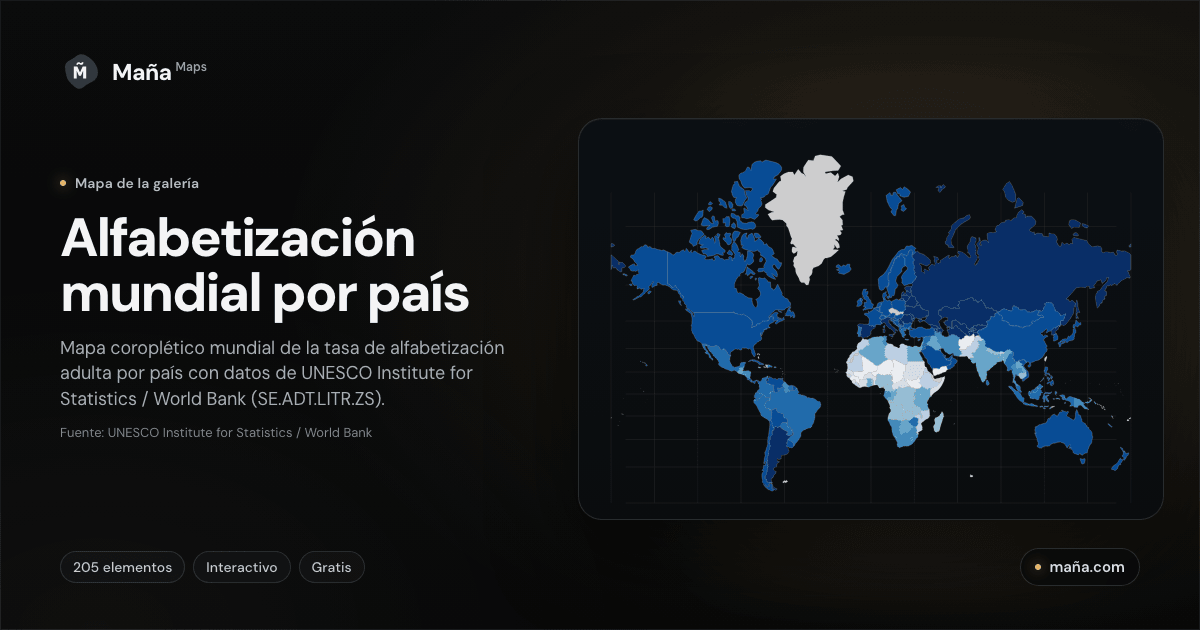 M̃
Maña Maps
Mapa de la galería
Alfabetización
mundial por país
Mapa coroplético mundial de la tasa de alfabetización
adulta por país con datos de UNESCO Institute for
Statistics / World Bank (SE.ADT.LITR.ZS).
Fuente: UNESCO Institute for Statistics / World Bank
205 elementos
Interactivo
Gratis
maña.com